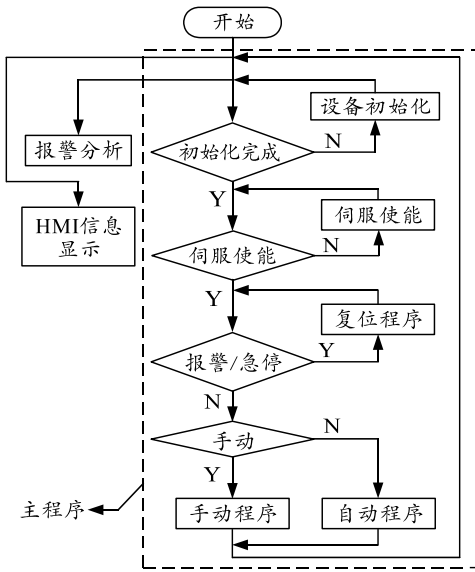 开始
设备初始化
报警分析
初始化完成
N
Y
HMI信息
显示
伺服使能
伺服使能
N
Y
复位程序
报警/急停
Y
N
手动
N
Y
主程序
手动程序
自动程序